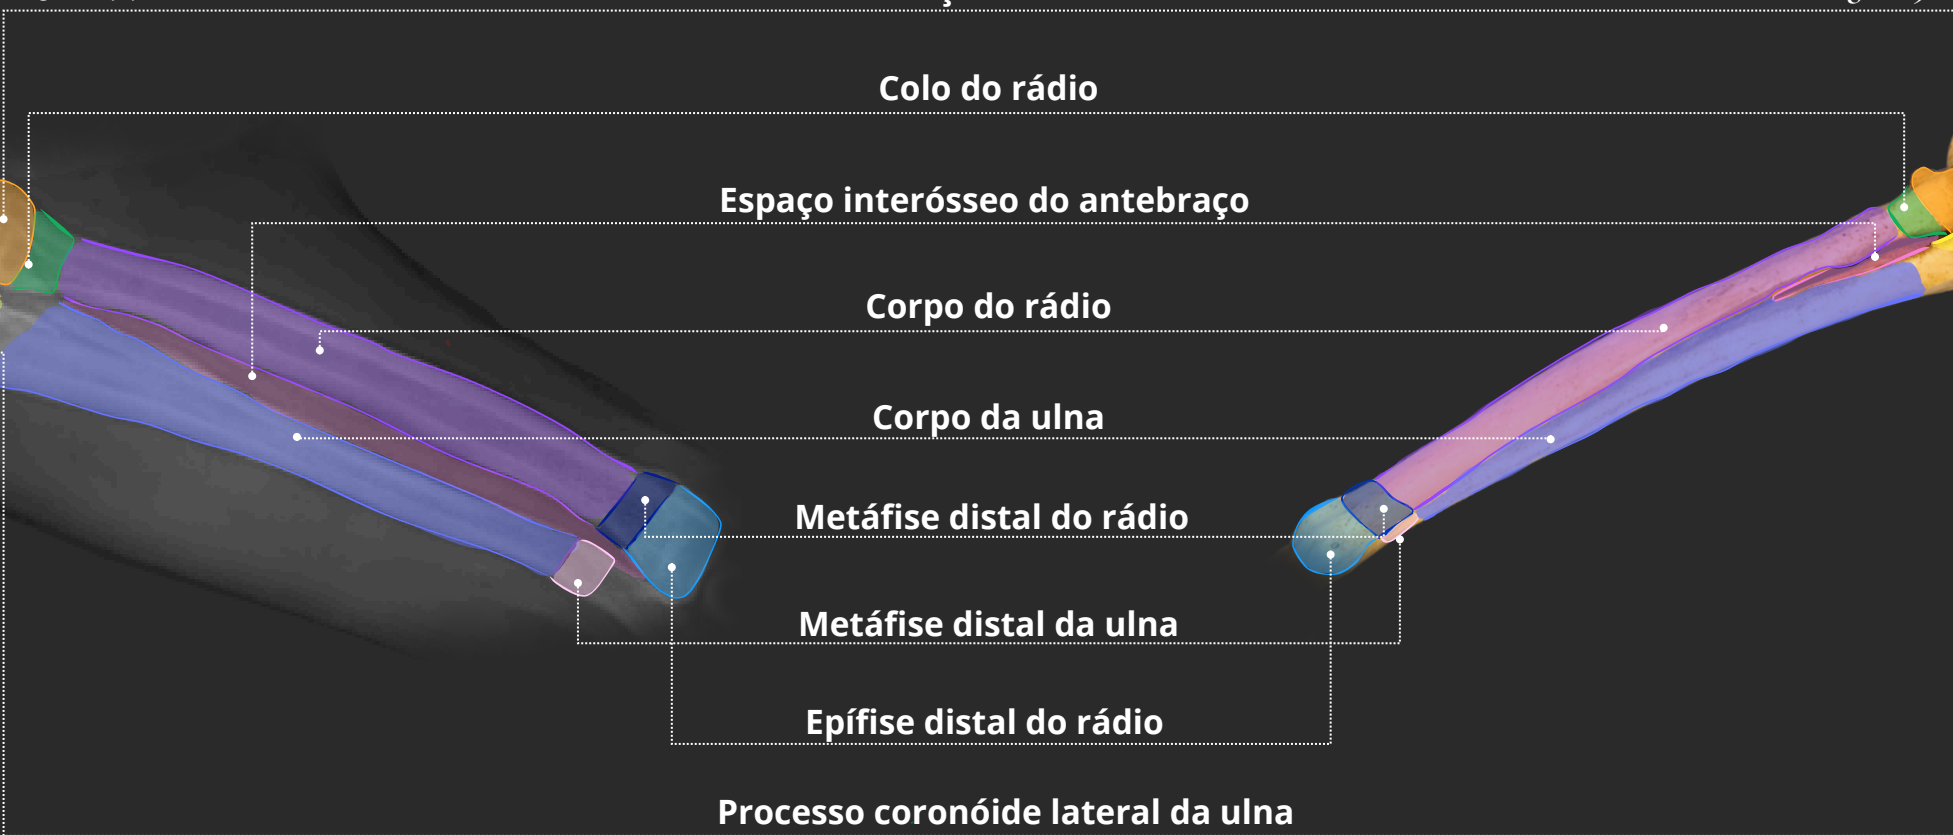 Colo do rádio
Espaço interósseo do antebraço
Corpo do rádio
Corpo da ulna
Metáfise distal do rádio
Metáfise distal da ulna
Epífise distal do rádio
Processo coronóide lateral da ulna